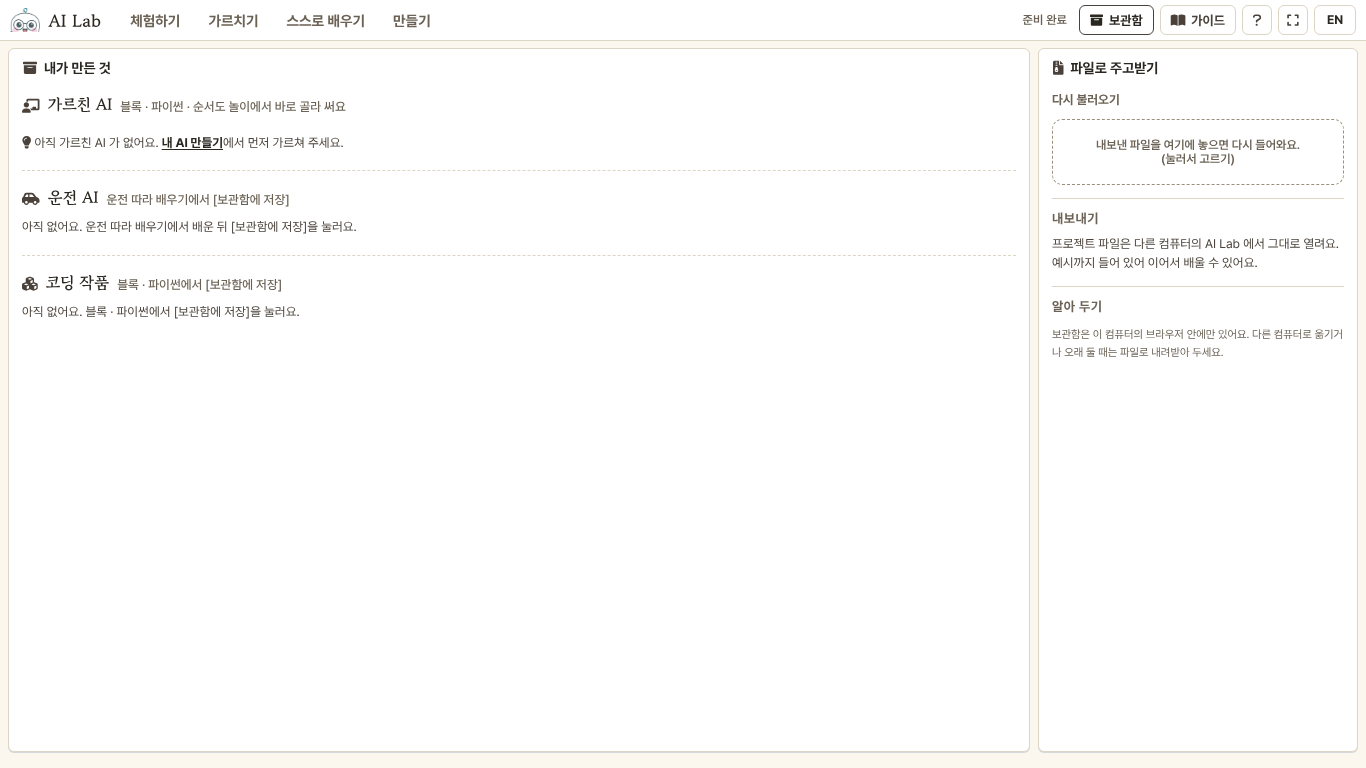 AI Lab
체험하기
가르치기
스스로 배우기
만들기
준비 완료
보관함
가이드
?
EN
내가 만든 것
가르친 AI 블록 · 파이썬 · 순서도 놀이에서 바로 골라 써요
아직 가르친 AI 가 없어요. 내 AI 만들기에서 먼저 가르쳐 주세요.
운전 AI 운전 따라 배우기에서 [보관함에 저장]
아직 없어요. 운전 따라 배우기에서 배운 뒤 [보관함에 저장]을 눌러요.
코딩 작품 블록 · 파이썬에서 [보관함에 저장]
아직 없어요. 블록 · 파이썬에서 [보관함에 저장]을 눌러요.
파일로 주고받기
다시 불러오기
내보낸 파일을 여기에 놓으면 다시 들어와요.
(눌러서 고르기)
내보내기
프로젝트 파일은 다른 컴퓨터의 AI Lab 에서 그대로 열려요.
예시까지 들어 있어 이어서 배울 수 있어요.
알아 두기
보관함은 이 컴퓨터의 브라우저 안에만 있어요. 다른 컴퓨터로 옮기거
나 오래 둘 때는 파일로 내려받아 두세요.